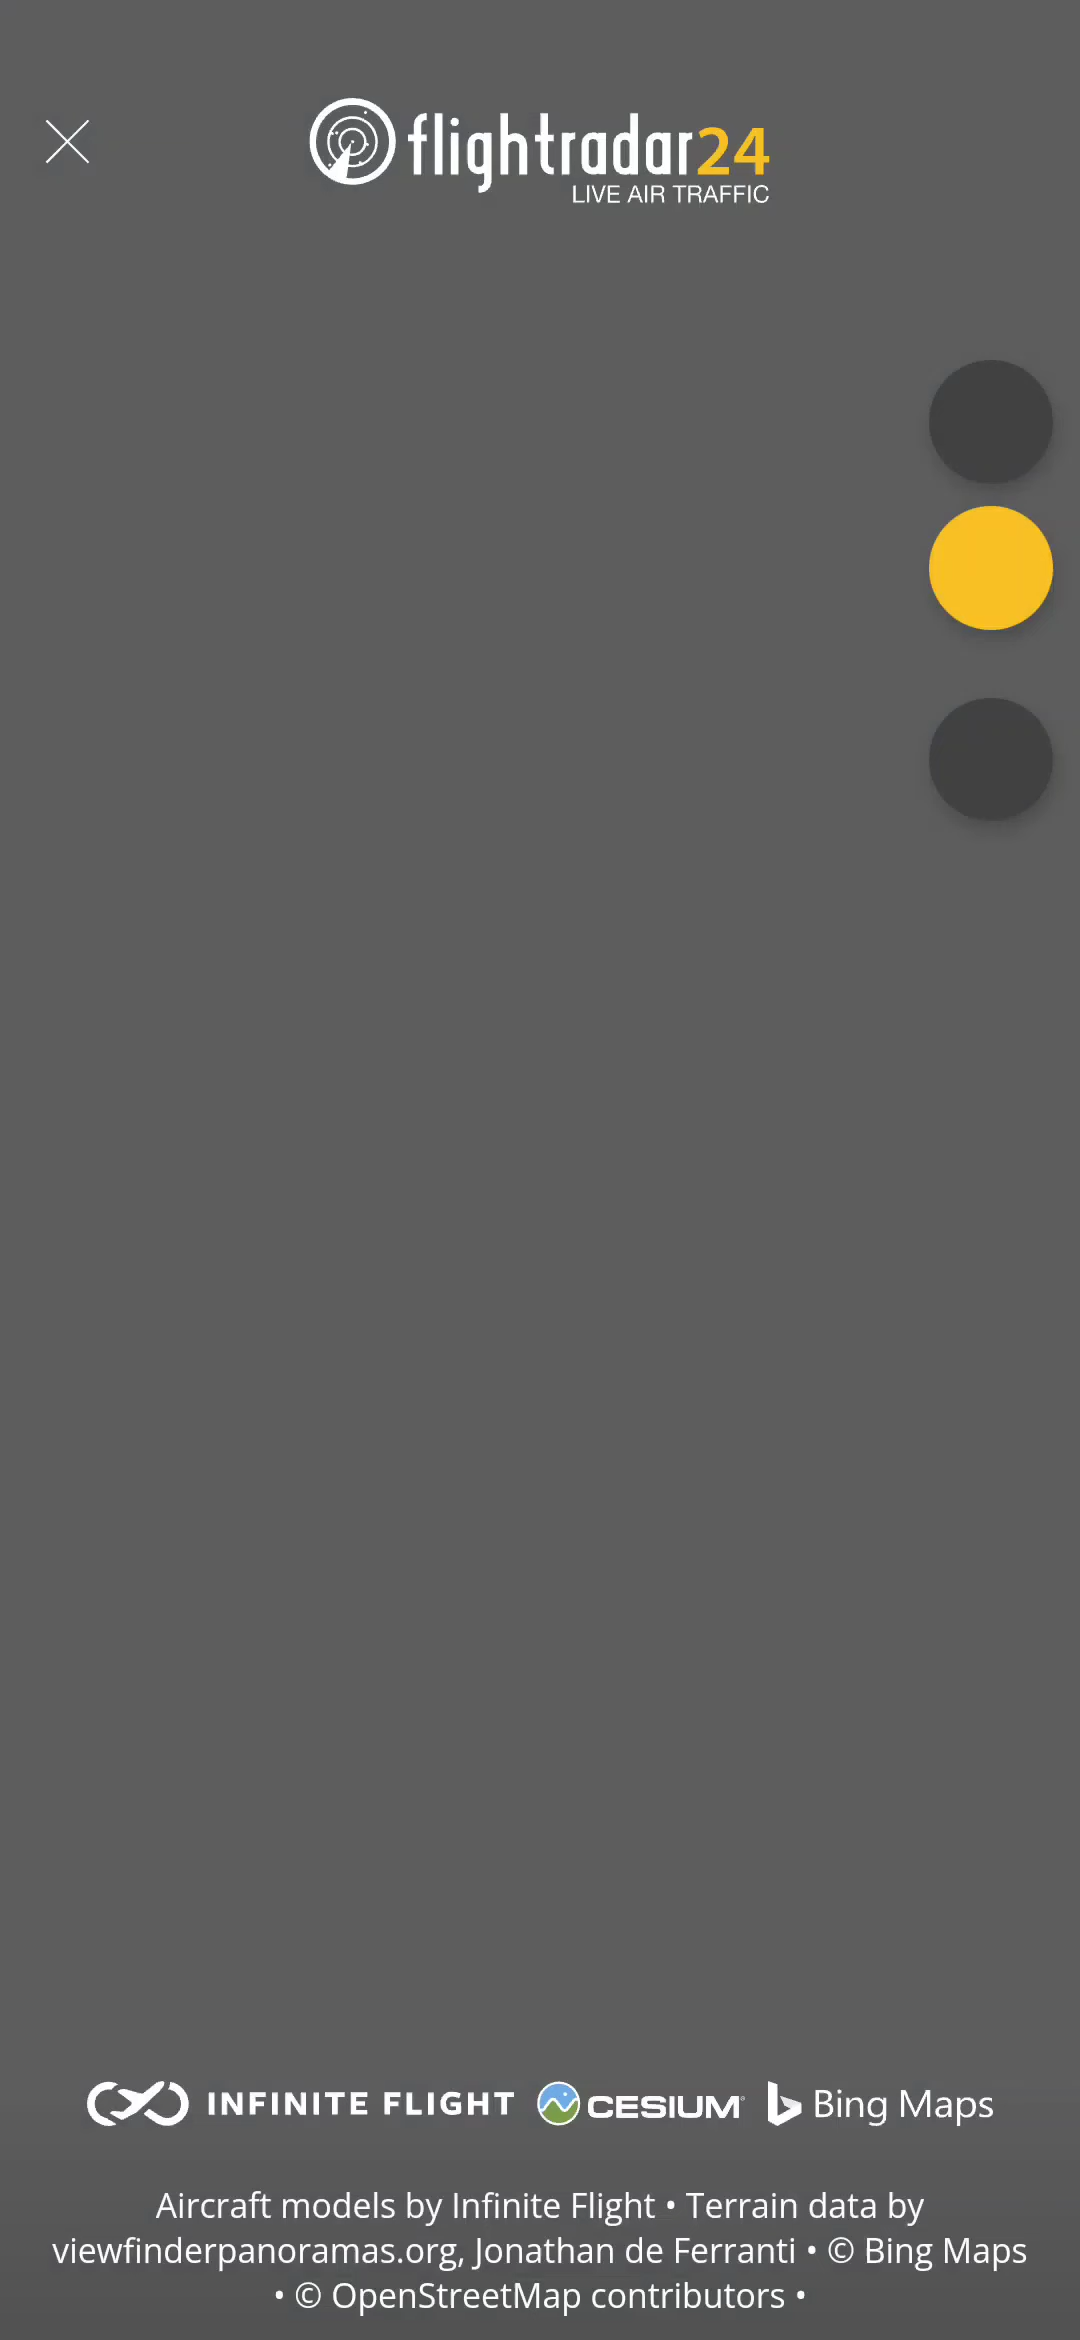 flightradar24
LIVE AIR TRAFFIC
INFINITE FLIGHT CESIUM Bing Maps
Aircraft models by Infinite Flight • Terrain data by
viewfinderpanoramas.org, Jonathan de Ferranti • © Bing Maps
• © OpenStreetMap contributors •